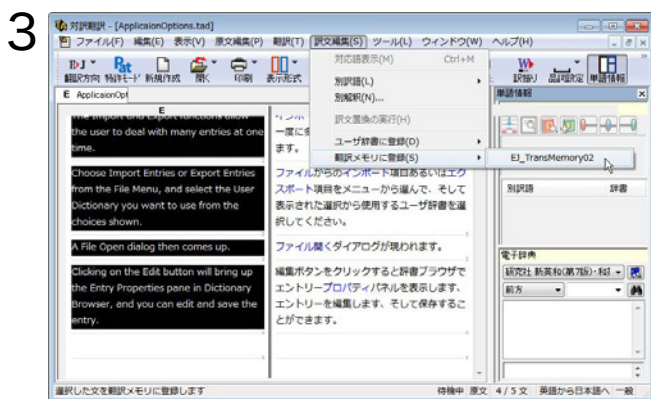 3
対訳翻訳 - [ApplicaionOptions.tad]
ファイル(F) 編集(E) 表示(V) 原文編集(P) 翻訳(T) 訳文編集(S) ツール(L) ウィンドウ(W) ヘルプ(H)
翻訳方向 特許モード 新規作成 開く 印刷 表示形式 訳振り 品詞設定 単語情報
対応語表示(M) Ctrl+M
別訳語(L)
別解釈(N)...
訳文置換の実行(H)
ユーザ辞書に登録(D)
翻訳メモリに登録(S)
EJ_TransMemory02
E ApplicaionOpt
E
The Import and Export functions allow
the user to deal with many entries at one
time.
一度に多
ます。
Choose Import Entries or Export Entries
from the File Menu, and select the User
Dictionary you want to use from the
choices shown.
ファイルからのインポート項目あるいはエク
スポート項目をメニューから選んで、そして
表示された選択から使用するユーザ辞書を選
択してください。
A File Open dialog then comes up.
ファイル開くダイアログが現われます。
Clicking on the Edit button will bring up
the Entry Properties pane in Dictionary
Browser, and you can edit and save the
entry.
編集ボタンをクリックすると辞書ブラウザで
エントリープロパティパネルを表示します、
エントリーを編集します、そして保存するこ
とができます。
単語情報
別訳語 辞書
電子辞典
研究社 新英和(第7版)・和
前方
選択した文を翻訳メモリに登録します
待機中 原文 4 / 5 文 英語から日本語へ 一般